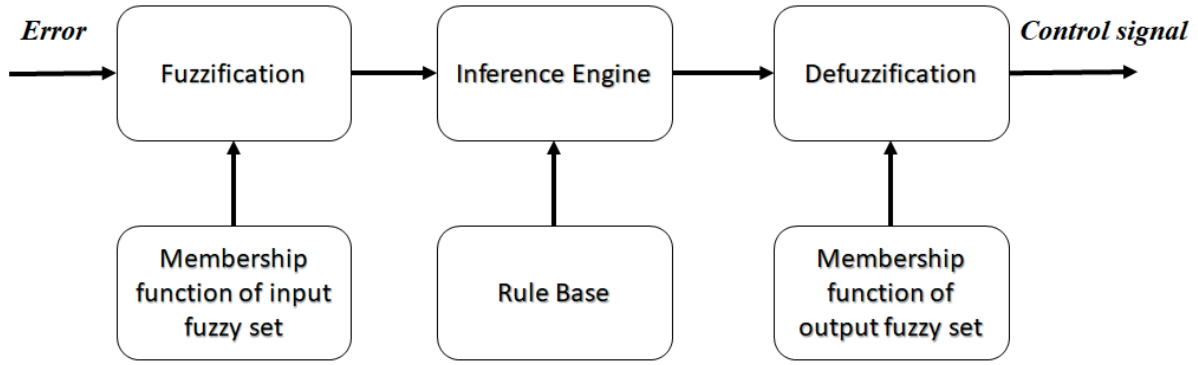 Error
Control signal
Fuzzification
Inference Engine
Defuzzification
Membership
function of input
fuzzy set
Rule Base
Membership
function of
output fuzzy set